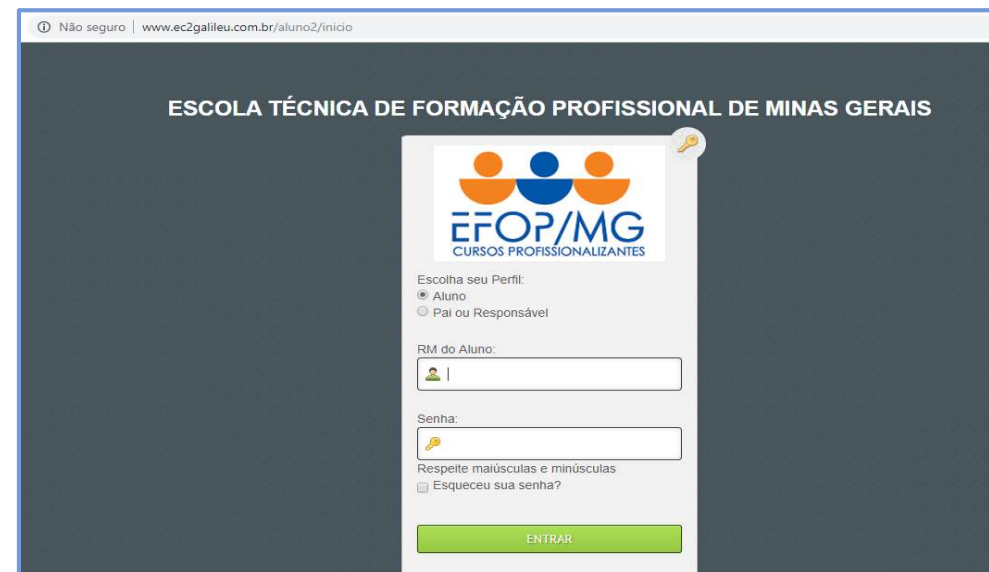 Não seguro | www.ec2galileu.com.br/aluno2/inicio
ESCOLA TÉCNICA DE FORMAÇÃO PROFISSIONAL DE MINAS GERAIS
EFOP/MG
CURSOS PROFISSIONALIZANTES
Escolha seu Perfil:
Aluno
Pai ou Responsável
RM do Aluno:
Senha:
Respeite maiúsculas e minúsculas
Esqueceu sua senha?
ENTRAR